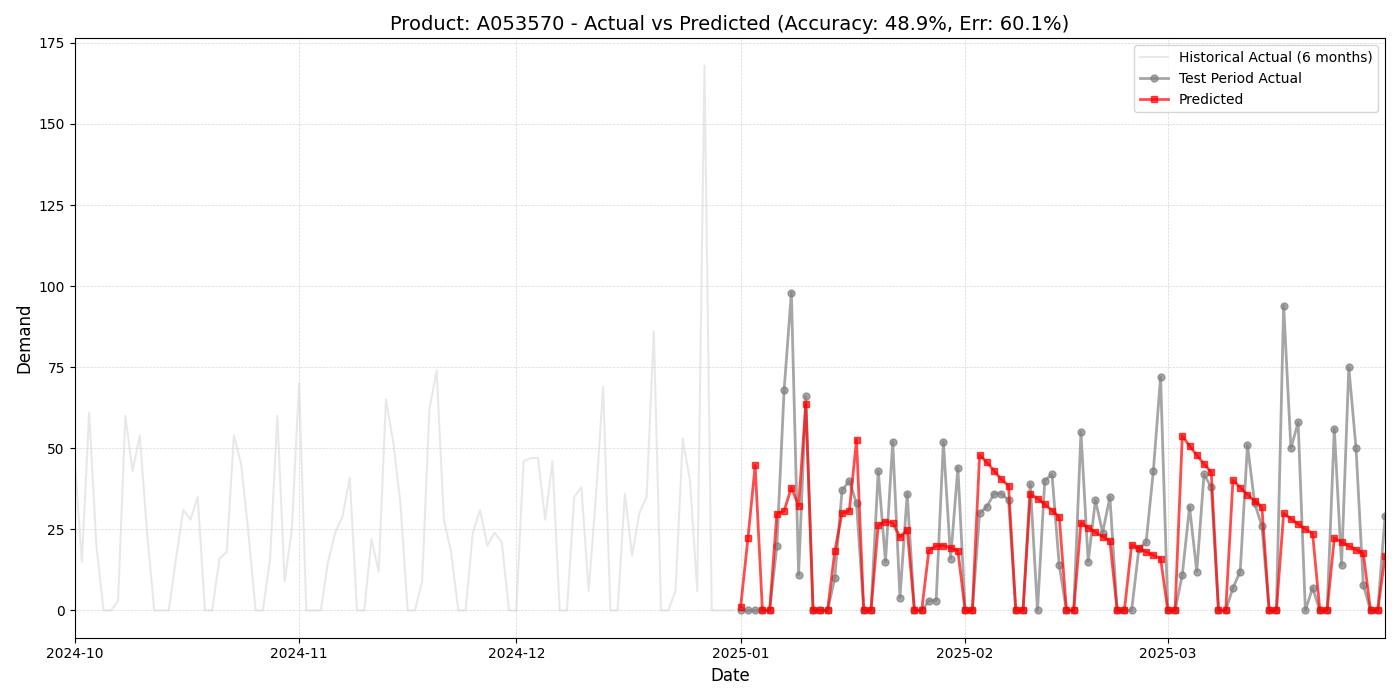 Product: A053570 - Actual vs Predicted (Accuracy: 48.9%, Err: 60.1%)
175
150
125
100
75
50
25
0
Demand
Historical Actual (6 months)
Test Period Actual
Predicted
2024-10
2024-11
2024-12
2025-01
2025-02
2025-03
Date